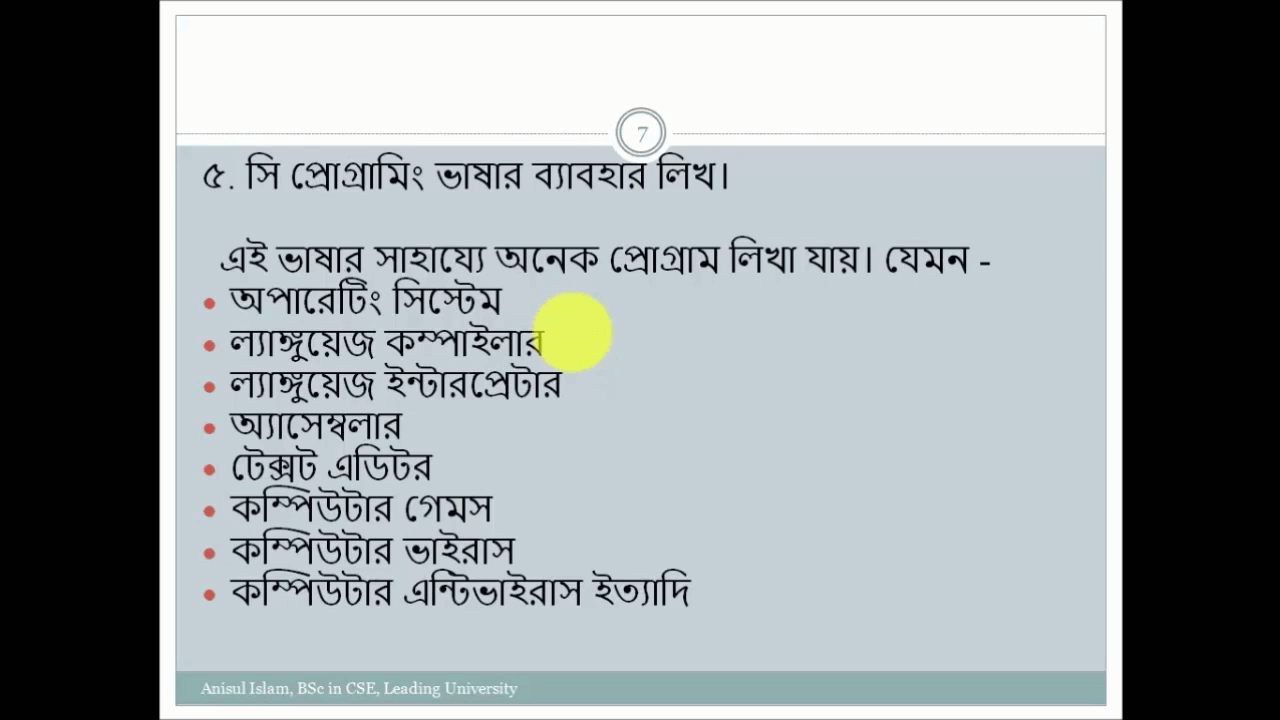 7
৫. সি প্রোগ্রামিং ভাষার ব্যাবহার লিখ।
এই ভাষার সাহায্যে অনেক প্রোগ্রাম লিখা যায়। যেমন -
• অপারেটিং সিস্টেম
• ল্যাঙ্গুয়েজ কম্পাইলার
• ল্যাঙ্গুয়েজ ইন্টারপ্রেটার
• অ্যাসেম্বলার
• টেক্সট এডিটর
• কম্পিউটার গেমস
• কম্পিউটার ভাইরাস
• কম্পিউটার এন্টিভাইরাস ইত্যাদি
Anisul Islam, BSc in CSE, Leading University